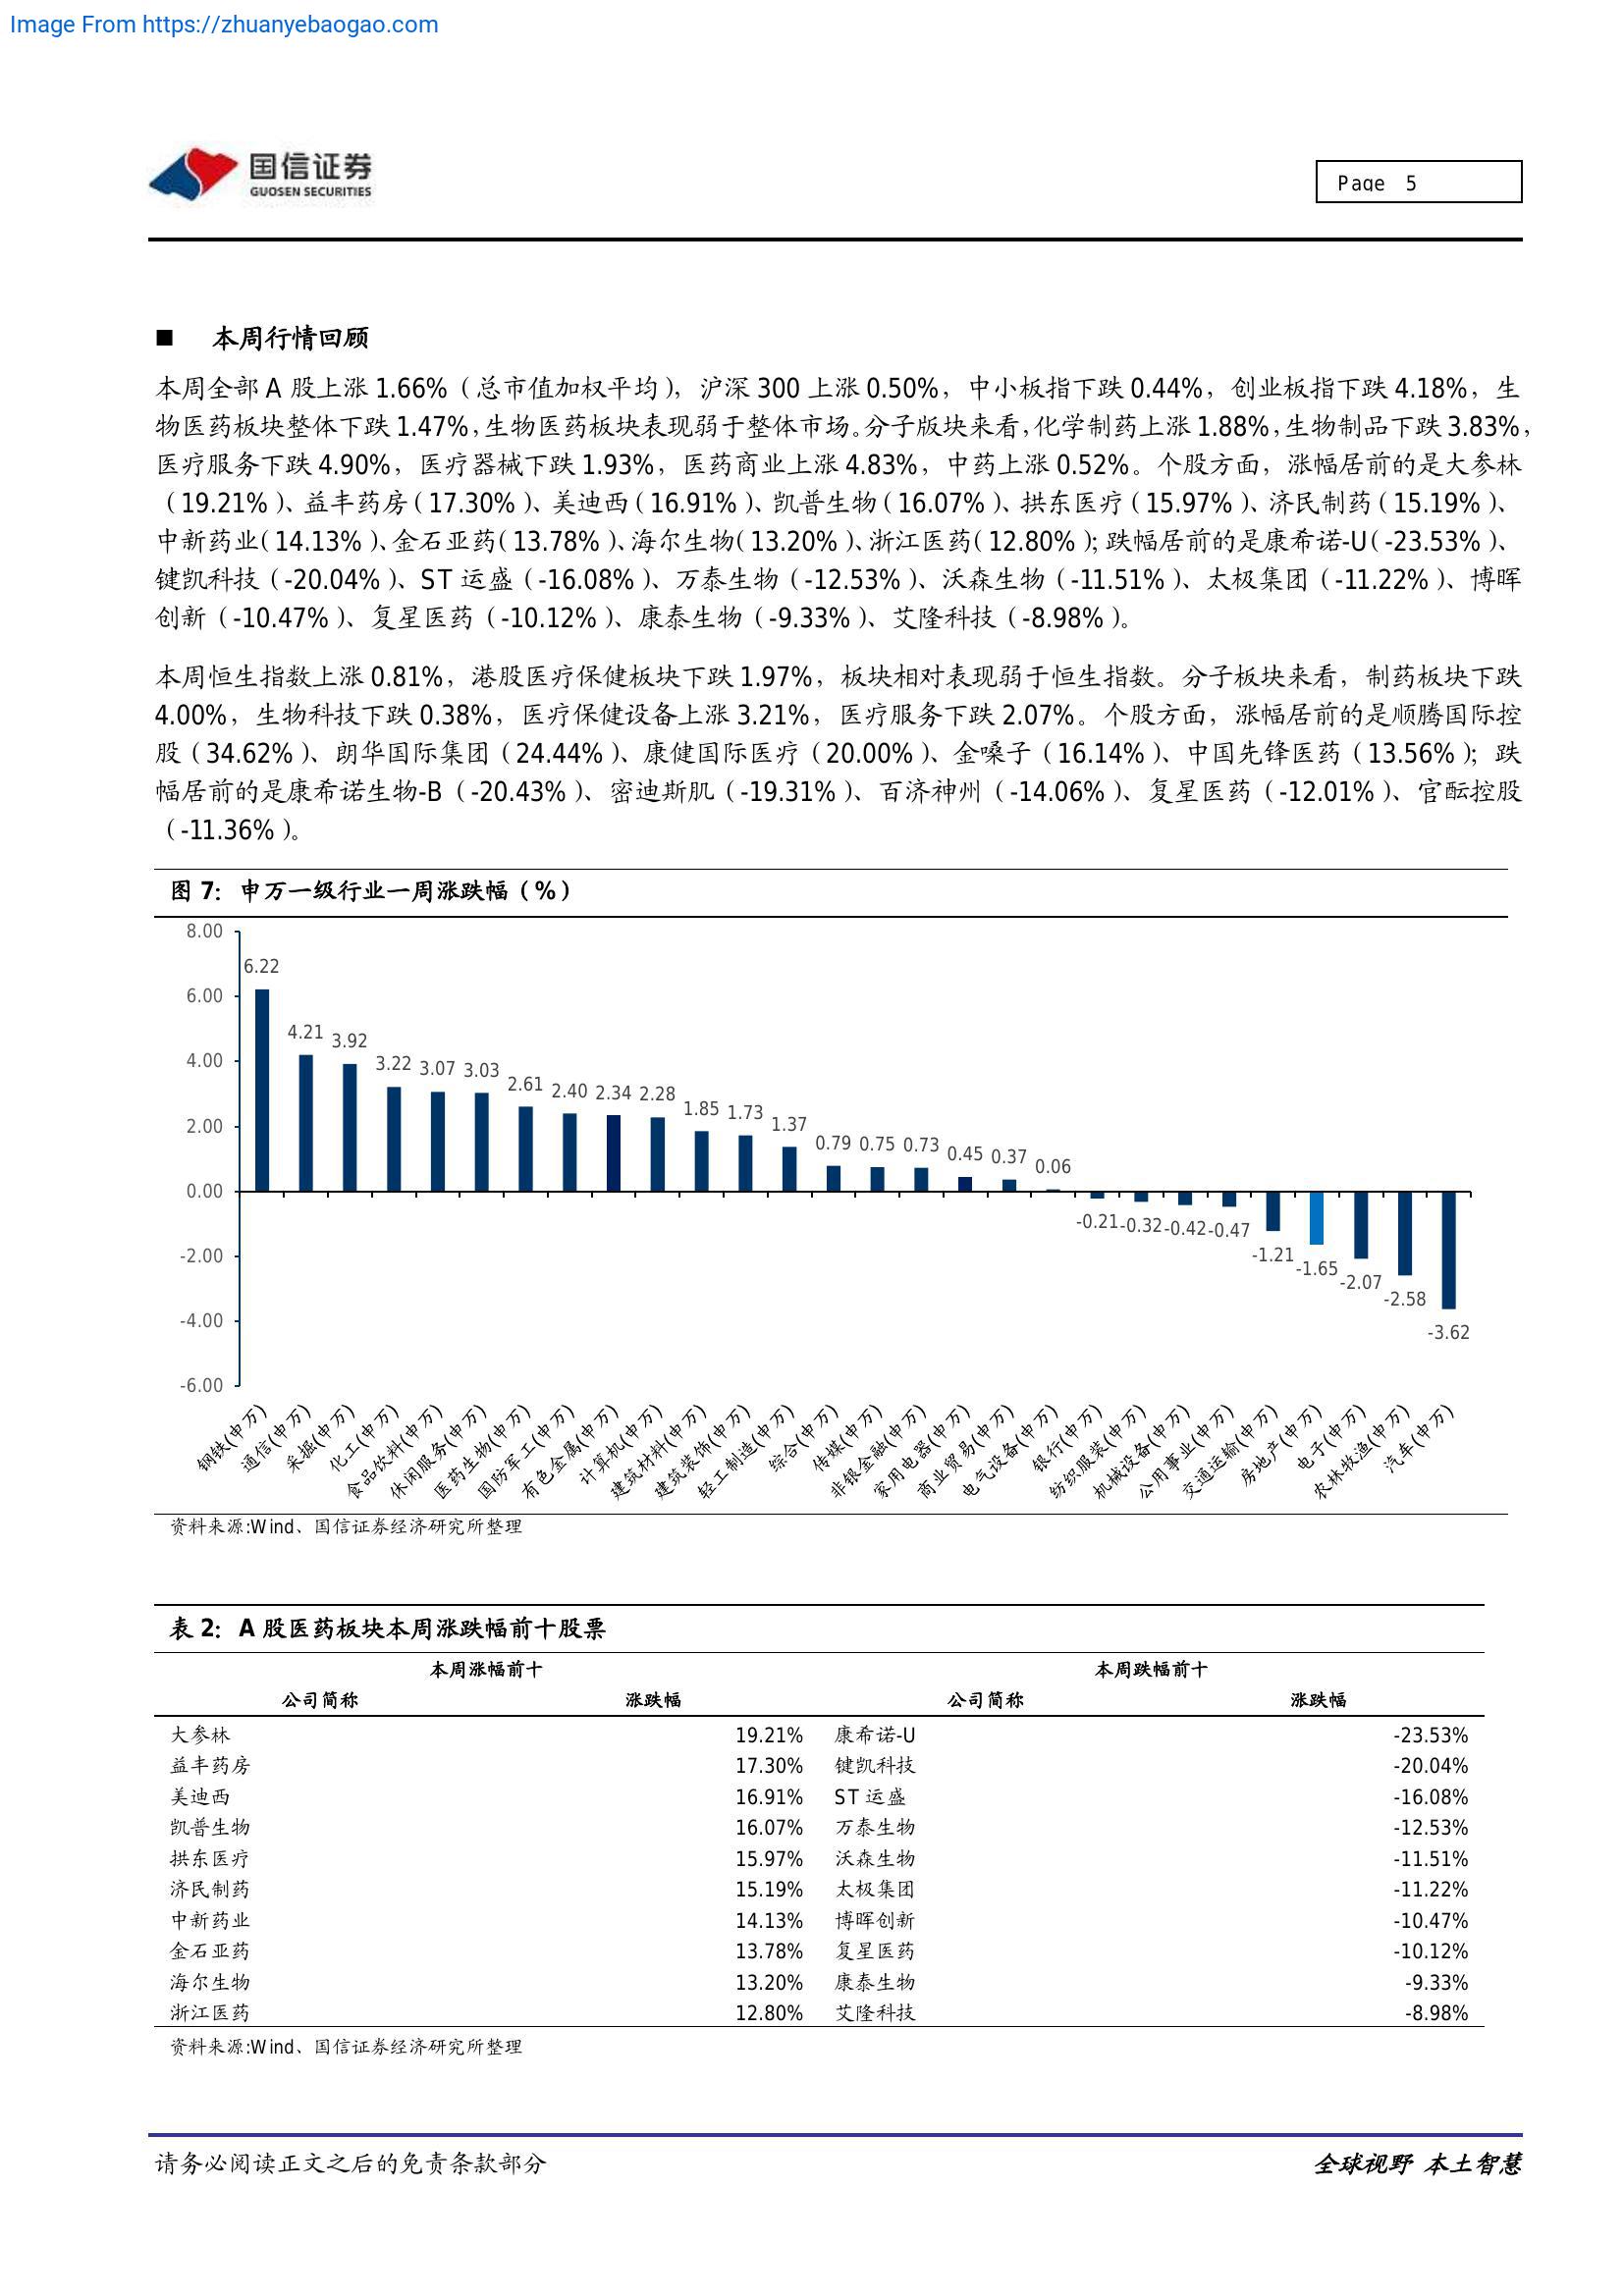 Image From https://zhuanyebaogao.com
国信证券
GUOSEN SECURITIES
Page 5
■ 本周行情回顾
本周全部 A 股上涨 1.66%（总市值加权平均），沪深 300 上涨 0.50%，中小板指下跌 0.44%，创业板指下跌 4.18%，生
物医药板块整体下跌 1.47%，生物医药板块表现弱于整体市场。分子版块来看，化学制药上涨 1.88%，生物制品下跌 3.83%，
医疗服务下跌 4.90%，医疗器械下跌 1.93%，医药商业上涨 4.83%，中药上涨 0.52%。个股方面，涨幅居前的是大参林
（19.21%）、益丰药房（17.30%）、美迪西（16.91%）、凯普生物（16.07%）、拱东医疗（15.97%）、济民制药（15.19%）、
中新药业（14.13%）、金石亚药（13.78%）、海尔生物（13.20%）、浙江医药（12.80%）；跌幅居前的是康希诺-U（-23.53%）、
键凯科技（-20.04%）、ST 运盛（-16.08%）、万泰生物（-12.53%）、沃森生物（-11.51%）、太极集团（-11.22%）、博晖
创新（-10.47%）、复星医药（-10.12%）、康泰生物（-9.33%）、艾隆科技（-8.98%）。
本周恒生指数上涨 0.81%，港股医疗保健板块下跌 1.97%，板块相对表现弱于恒生指数。分子板块来看，制药板块下跌
4.00%，生物科技下跌 0.38%，医疗保健设备上涨 3.21%，医疗服务下跌 2.07%。个股方面，涨幅居前的是顺腾国际控
股（34.62%）、朗华国际集团（24.44%）、康健国际医疗（20.00%）、金嗓子（16.14%）、中国先锋医药（13.56%）；跌
幅居前的是康希诺生物-B（-20.43%）、密迪斯肌（-19.31%）、百济神州（-14.06%）、复星医药（-12.01%）、官酝控股
（-11.36%）。
图 7：申万一级行业一周涨跌幅（%）
8.00
6.00
4.00
2.00
0.00
-2.00
-4.00
-6.00
6.22 4.21 3.92 3.22 3.07 3.03 2.61 2.40 2.34 2.28 1.85 1.73 1.37 0.79 0.75 0.73 0.45 0.37 0.06 -0.21 -0.32 -0.42 -0.47 -1.21 -1.65 -2.07 -2.58 -3.62
钢铁(申万)
通信(申万)
采掘(申万)
化工(申万)
食品饮料(申万)
休闲服务(申万)
医药生物(申万)
国防军工(申万)
有色金属(申万)
计算机(申万)
建筑材料(申万)
建筑装饰(申万)
轻工制造(申万)
综合(申万)
传媒(申万)
非银金融(申万)
家用电器(申万)
商业贸易(申万)
电气设备(申万)
银行(申万)
纺织服装(申万)
机械设备(申万)
公用事业(申万)
交通运输(申万)
房地产(申万)
电子(申万)
农林牧渔(申万)
汽车(申万)
资料来源:Wind、国信证券经济研究所整理
表 2：A 股医药板块本周涨跌幅前十股票
本周涨幅前十 本周跌幅前十
公司简称 涨跌幅 公司简称 涨跌幅
大参林 19.21% 康希诺-U -23.53%
益丰药房 17.30% 键凯科技 -20.04%
美迪西 16.91% ST 运盛 -16.08%
凯普生物 16.07% 万泰生物 -12.53%
拱东医疗 15.97% 沃森生物 -11.51%
济民制药 15.19% 太极集团 -11.22%
中新药业 14.13% 博晖创新 -10.47%
金石亚药 13.78% 复星医药 -10.12%
海尔生物 13.20% 康泰生物 -9.33%
浙江医药 12.80% 艾隆科技 -8.98%
资料来源:Wind、国信证券经济研究所整理
请务必阅读正文之后的免责条款部分 全球视野 本土智慧